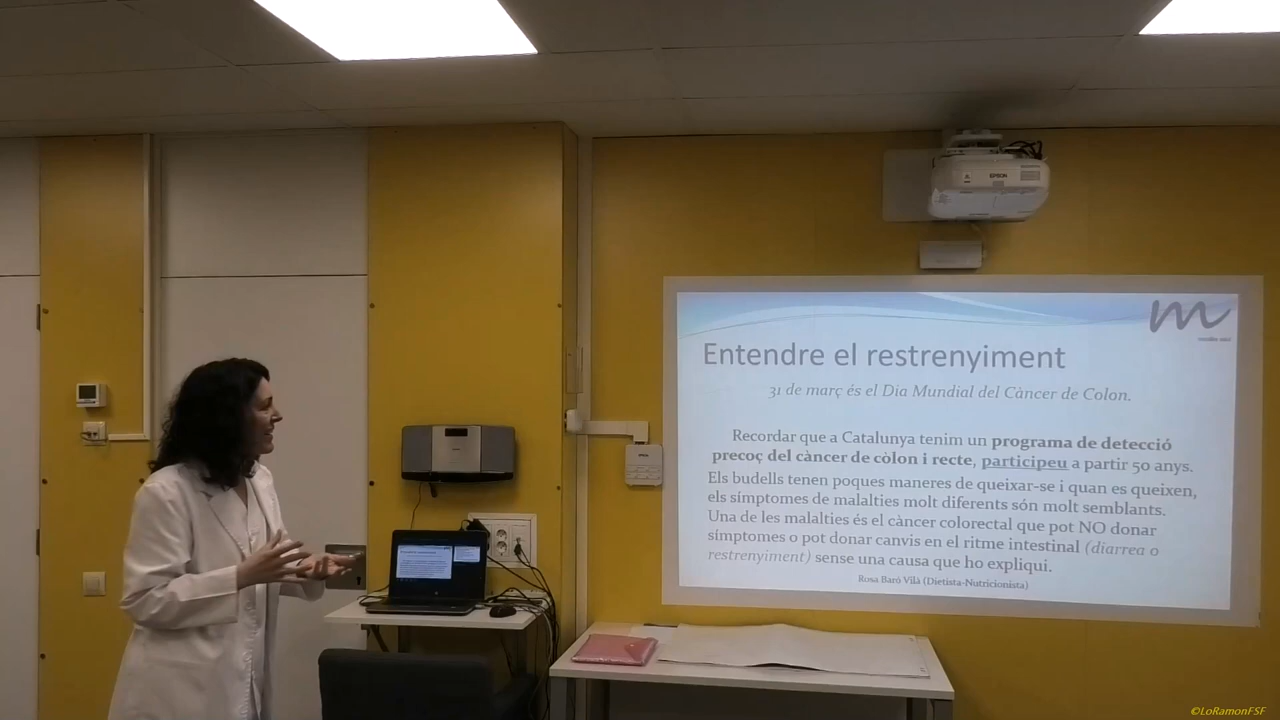 EPSON
m
Entendre el restrenyiment
31 de març és el Dia Mundial del Càncer de Colon.
Recordar que a Catalunya tenim un programa de detecció
precoç del càncer de còlon i recte, participeu a partir 50 anys.
Els budells tenen poques maneres de queixar-se i quan es queixen,
els símptomes de malalties molt diferents són molt semblants.
Una de les malalties és el càncer colorectal que pot NO donar
símptomes o pot donar canvis en el ritme intestinal (diarrea o
restrenyiment) sense una causa que ho expliqui.
Rosa Baró Vilà (Dietista-Nutricionista)
©LoRamonFSF